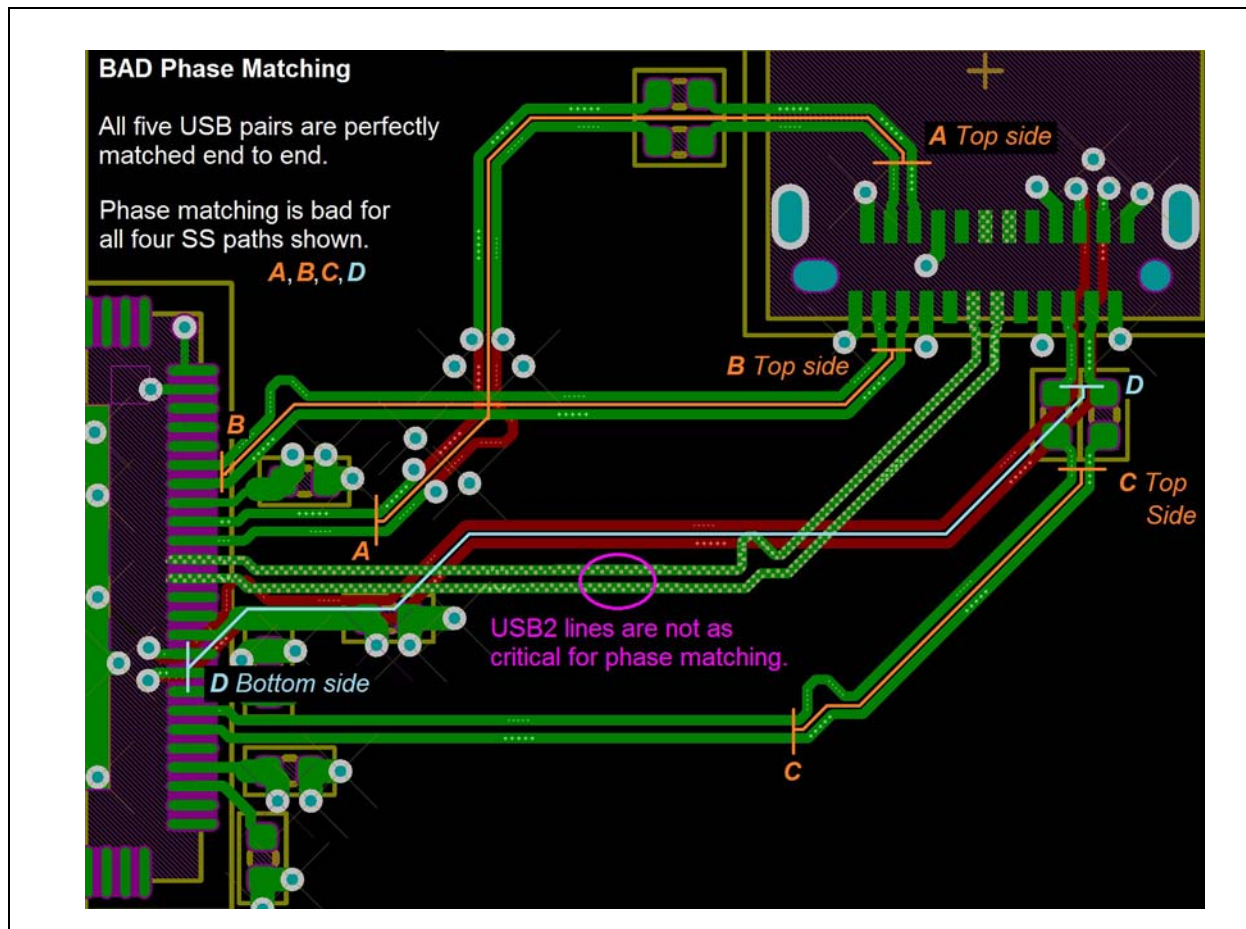 BAD Phase Matching
All five USB pairs are perfectly
matched end to end.
Phase matching is bad for
all four SS paths shown.
A, B, C, D
A Top side
B Top side
B
D
C Top
Side
A
USB2 lines are not as
critical for phase matching.
D Bottom side
C